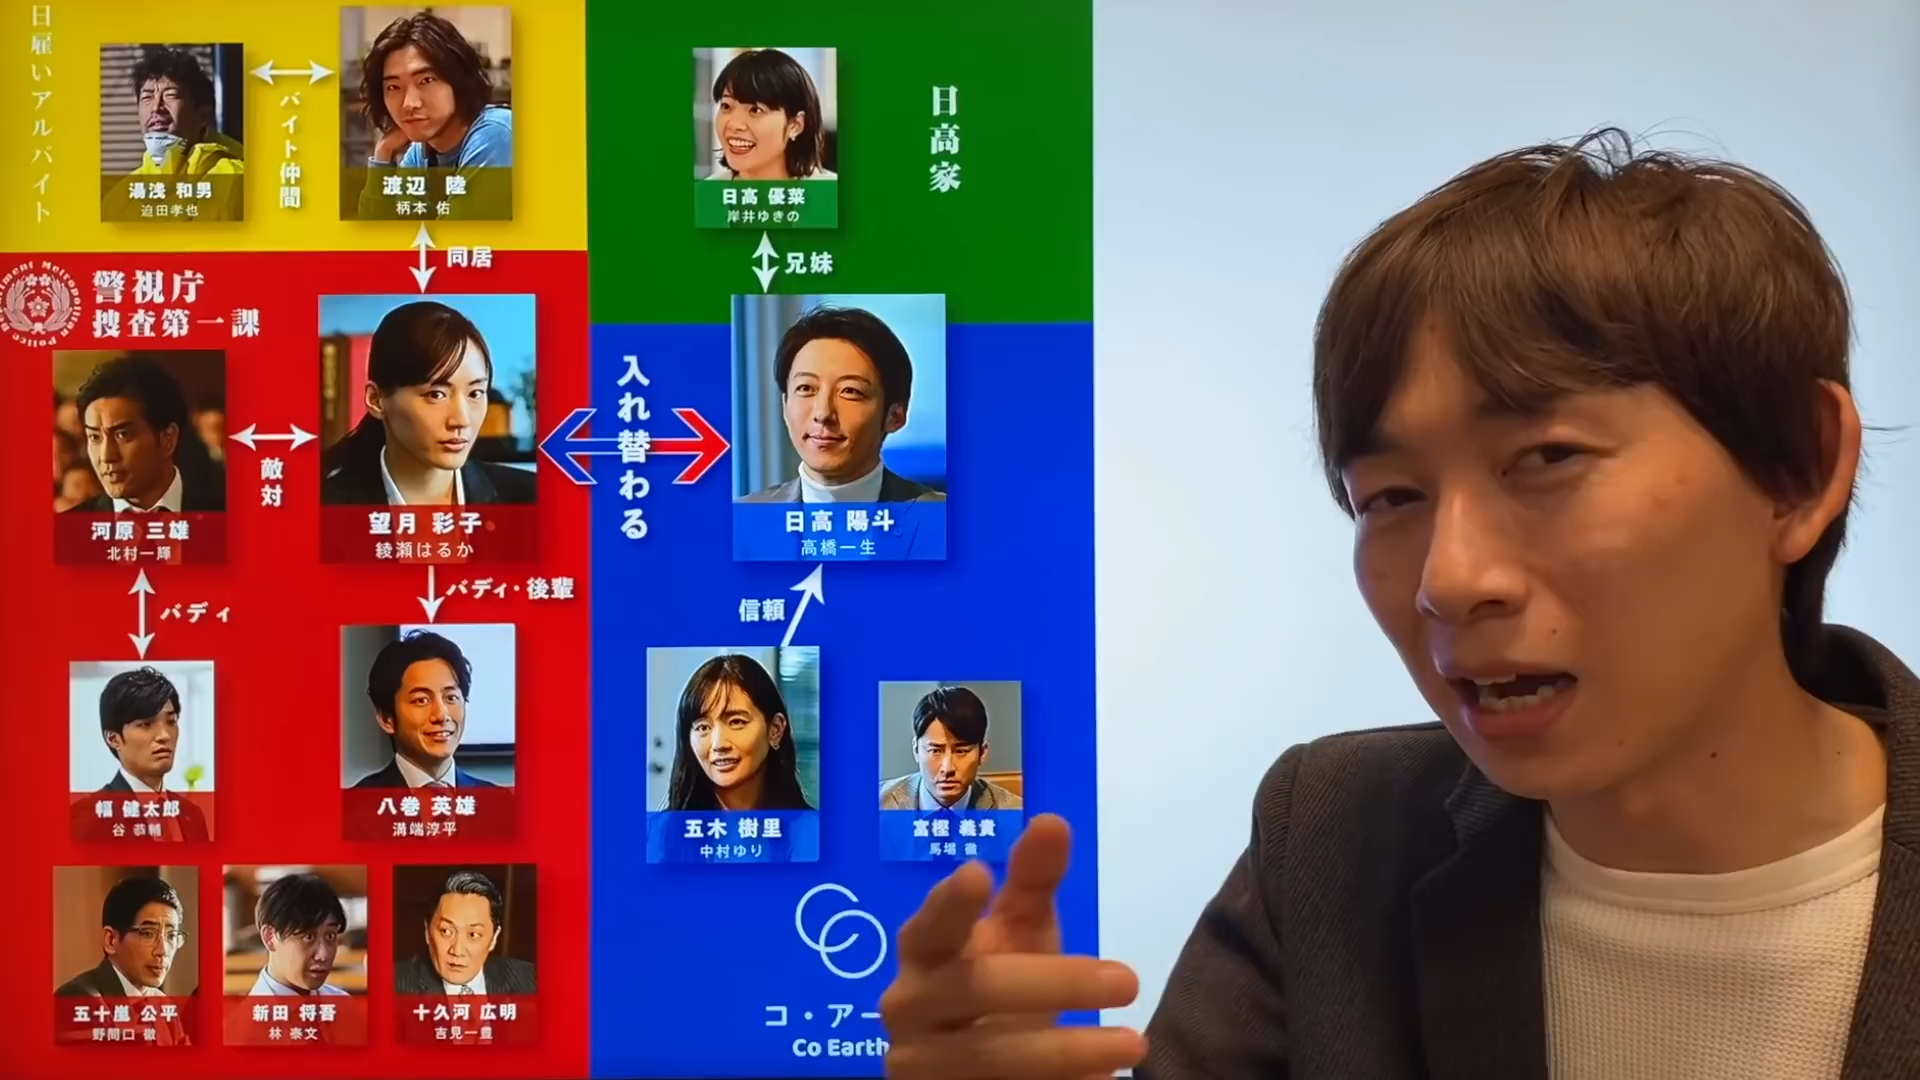 日雇いアルバイト
湯浅 和男
迫田孝也
バイト仲間
渡辺 陸
柄本 佑
同居
日高 優菜
岸井ゆきの
日高家
兄妹
警視庁
捜査第一課
河原 三雄
北村一輝
敵対
望月 彩子
綾瀬はるか
入れ替わる
日高 陽斗
高橋一生
バディ
バディ・後輩
信頼
幅 健太郎
谷 恭輔
八巻 英雄
溝端淳平
五木 樹里
中村ゆり
富樫 義貴
馬場 徹
五十嵐 公平
野間口 徹
新田 将吾
林 泰文
十久河 広明
吉見一豊
コ・アー
Co Earth